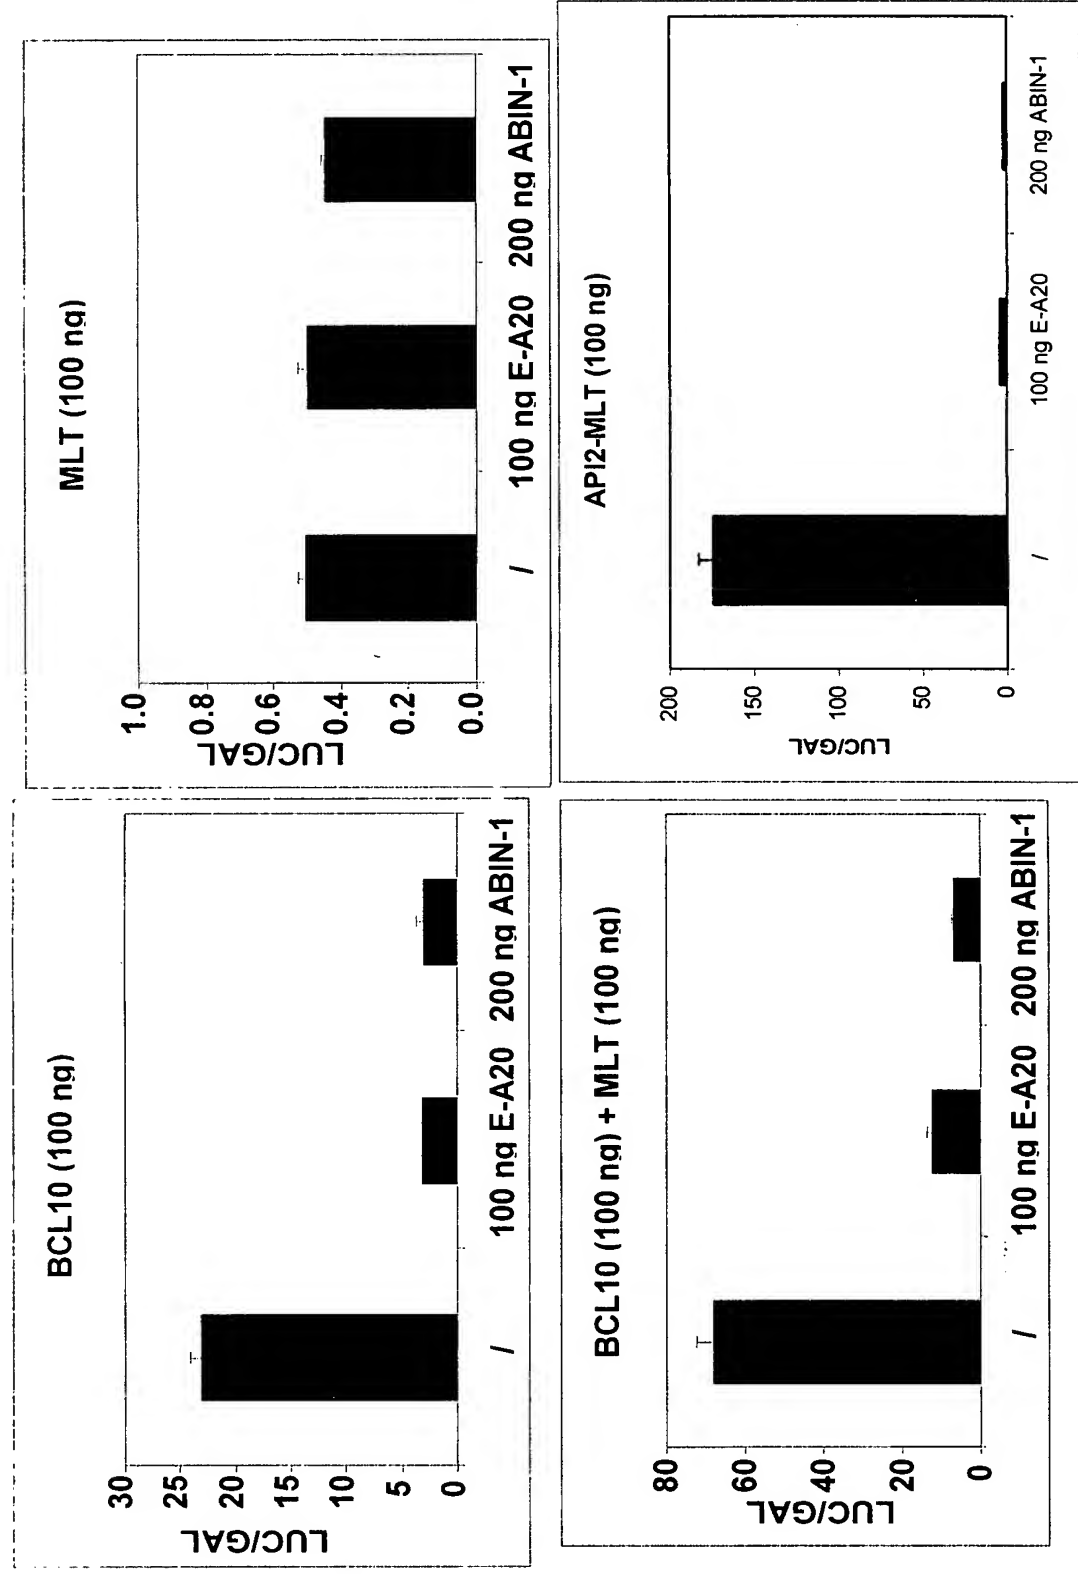 BCL10 (100 ng)
LUC/GAL
30
25
20
15
10
5
0
/ 100 ng E-A20 200 ng ABIN-1
MLT (100 ng)
LUC/GAL
1.0
0.8
0.6
0.4
0.2
0.0
/ 100 ng E-A20 200 ng ABIN-1
BCL10 (100 ng) + MLT (100 ng)
LUC/GAL
80
60
40
20
0
/ 100 ng E-A20 200 ng ABIN-1
API2-MLT (100 ng)
LUC/GAL
200
150
100
50
0
/ 100 ng E-A20 200 ng ABIN-1